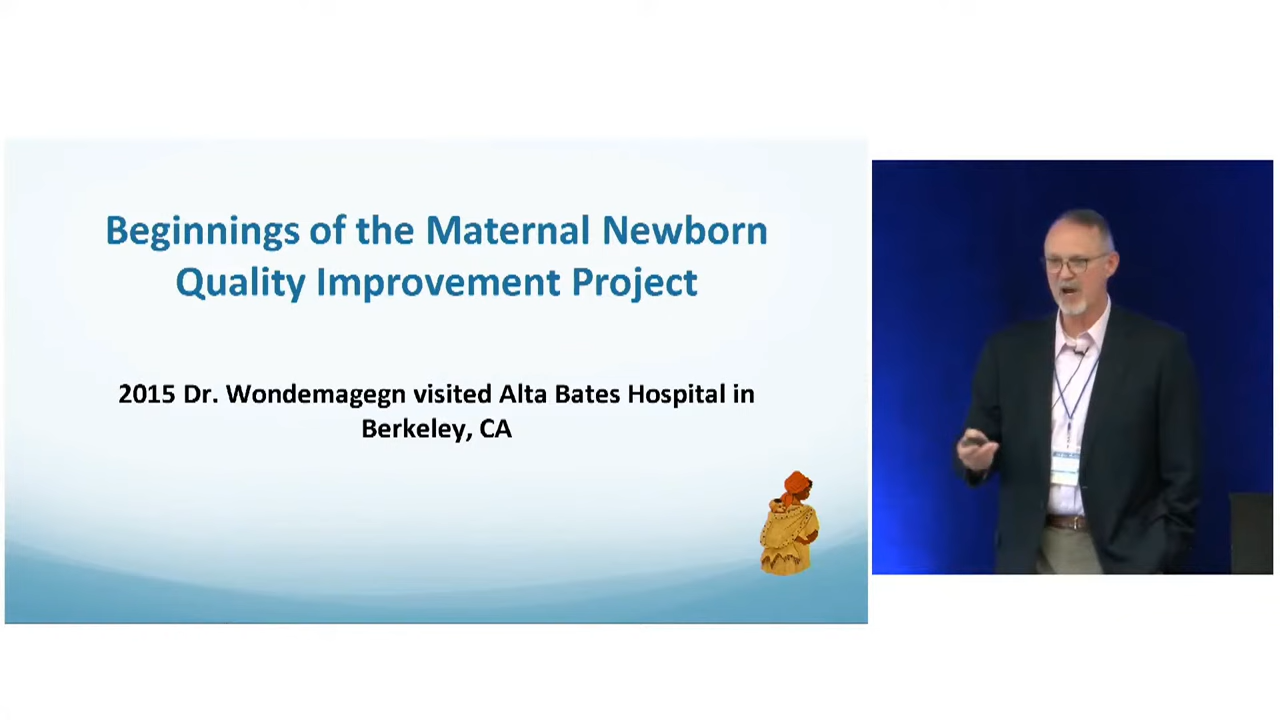 Beginnings of the Maternal Newborn
Quality Improvement Project
2015 Dr. Wondemagegn visited Alta Bates Hospital in
Berkeley, CA